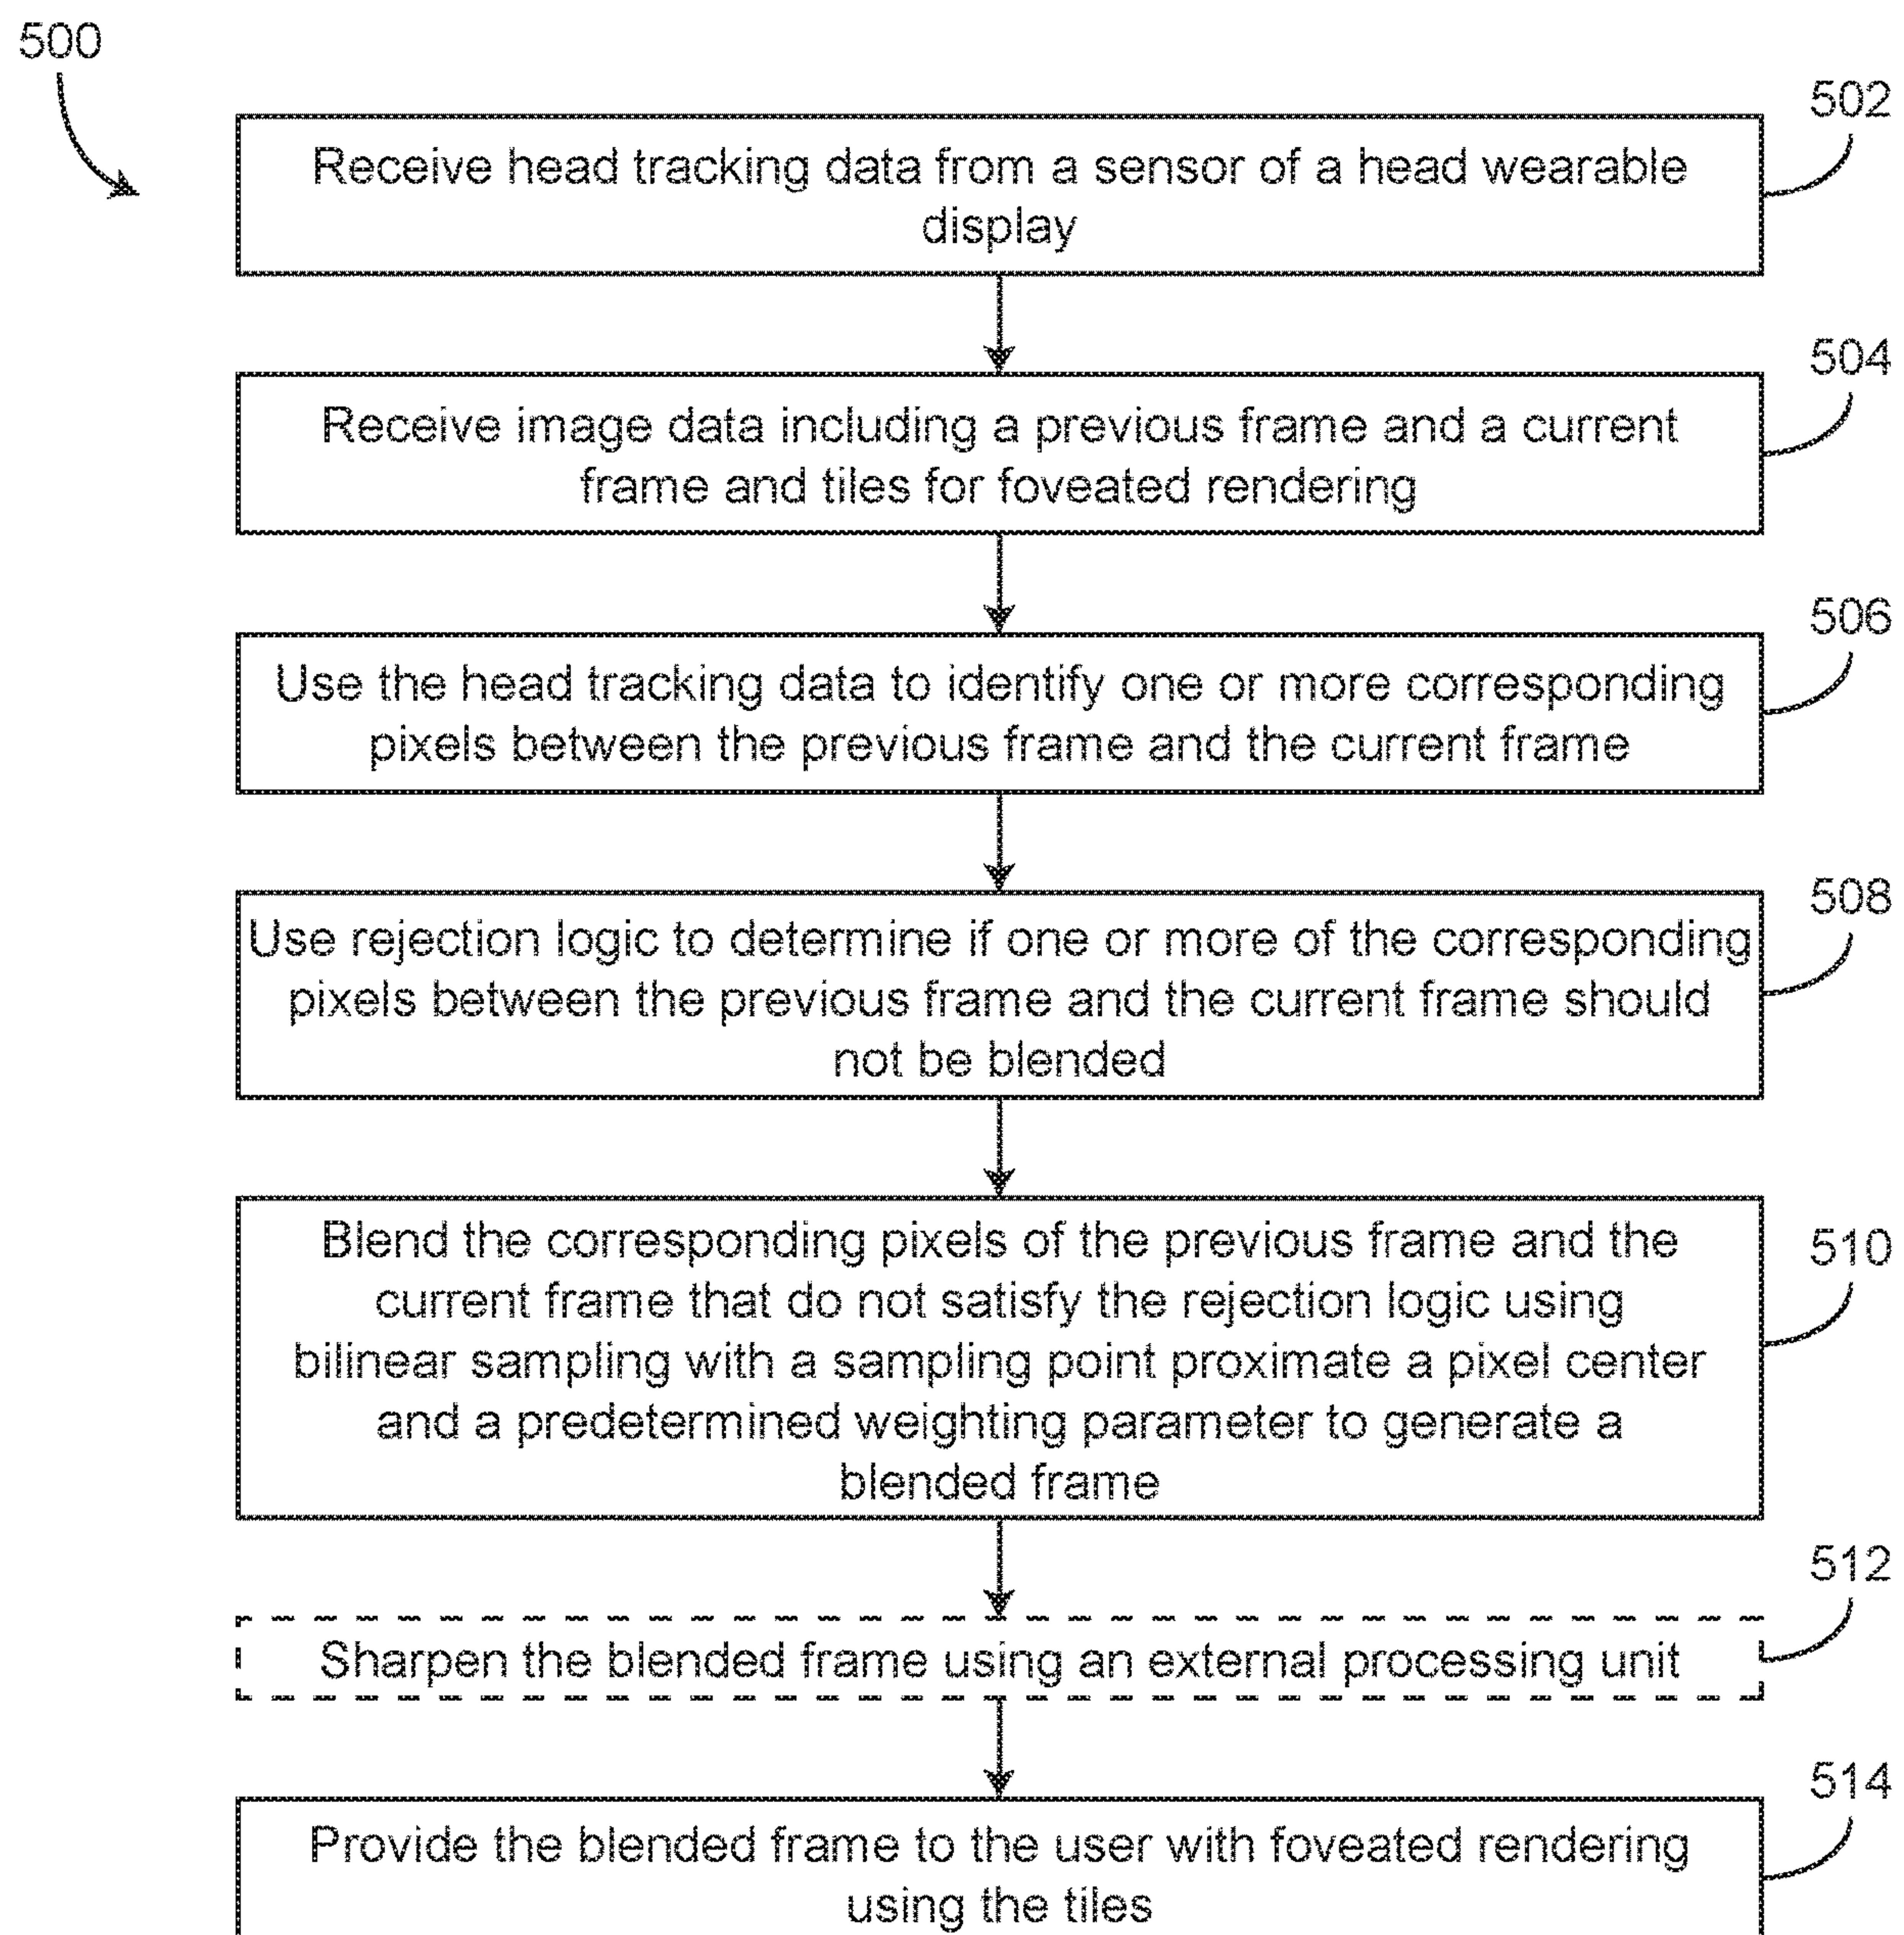 500
502
Receive head tracking data from a sensor of a head wearable
display
504
Receive image data including a previous frame and a current
frame and tiles for foveated rendering
506
Use the head tracking data to identify one or more corresponding
pixels between the previous frame and the current frame
508
Use rejection logic to determine if one or more of the corresponding
pixels between the previous frame and the current frame should
not be blended
510
Blend the corresponding pixels of the previous frame and the
current frame that do not satisfy the rejection logic using
bilinear sampling with a sampling point proximate a pixel center
and a predetermined weighting parameter to generate a
blended frame
512
Sharpen the blended frame using an external processing unit
514
Provide the blended frame to the user with foveated rendering
using the tiles